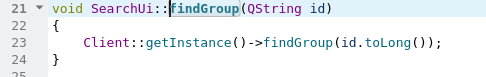 21 void SearchUi::findGroup(QString id)
22 {
23     Client::getInstance()->findGroup(id.toLong());
24 }
25